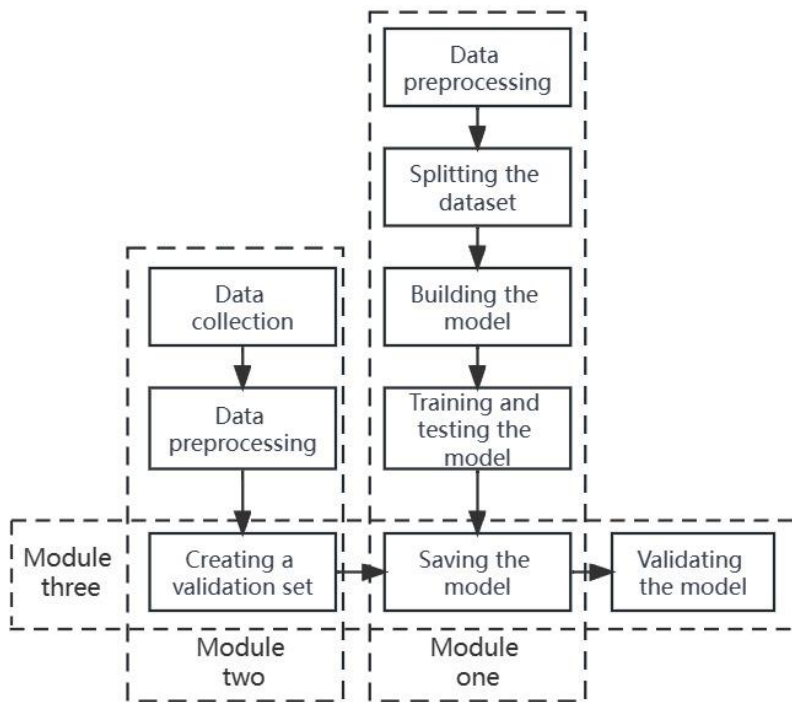 Data
preprocessing
Splitting the
dataset
Building the
model
Training and
testing the
model
Data
collection
Data
preprocessing
Module
three
Creating a
validation set
Saving the
model
Validating
the model
Module
two
Module
one